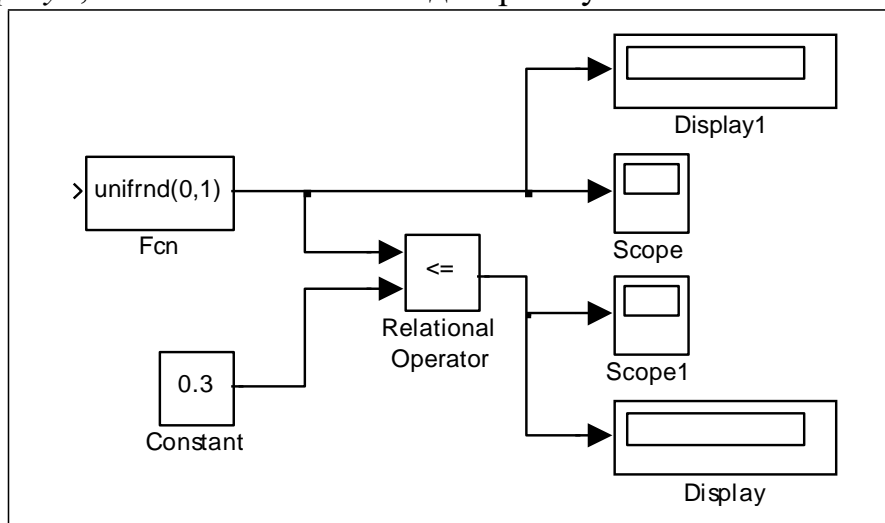 Display1
unifrnd(0,1)
Fcn
Scope
<=
Relational
Operator
Scope1
0.3
Constant
Display